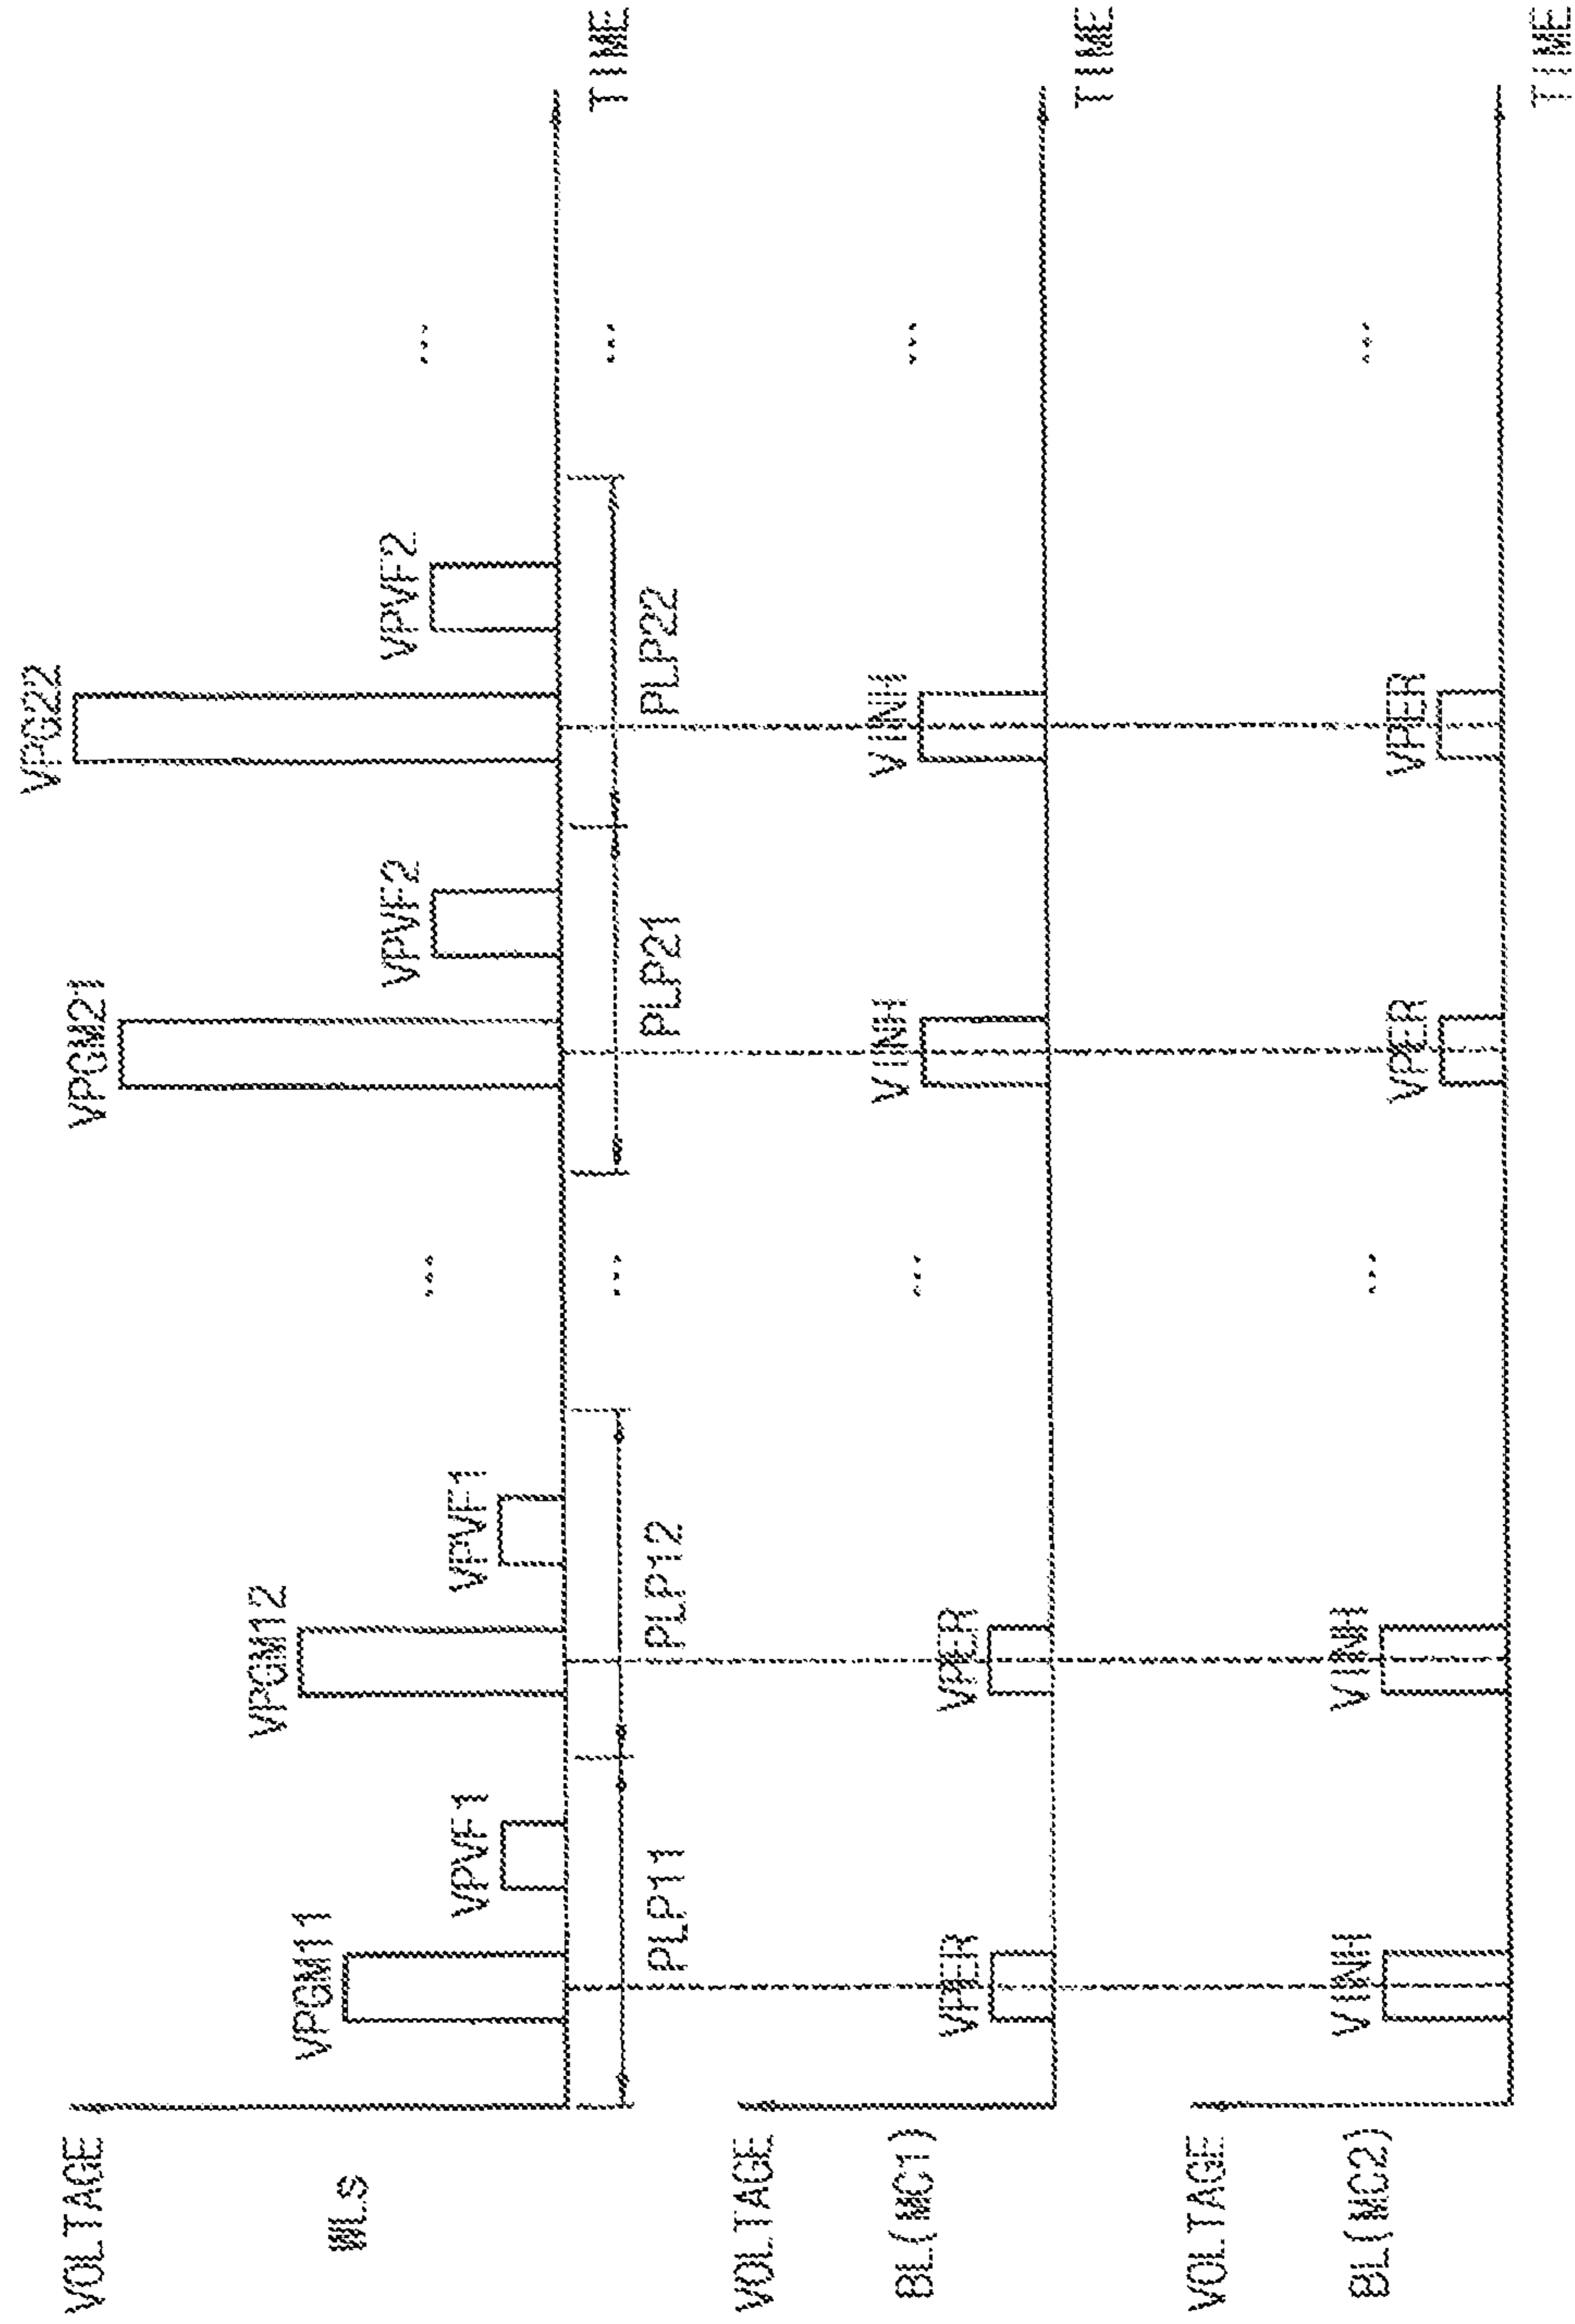 VOLTAGE
WLs
VPGM11
VPVF1
VPGM12
VPVF1
...
VPGM21
VPVF2
VPG22
VPVF2
...
TIME
PLP11
PLP12
...
PLP21
PLP22
...
VOLTAGE
BL(MC1)
VPER
VPER
...
VINH
VINH
...
TIME
VOLTAGE
BL(MC2)
VINH
VINH
...
VPER
VPER
...
TIME